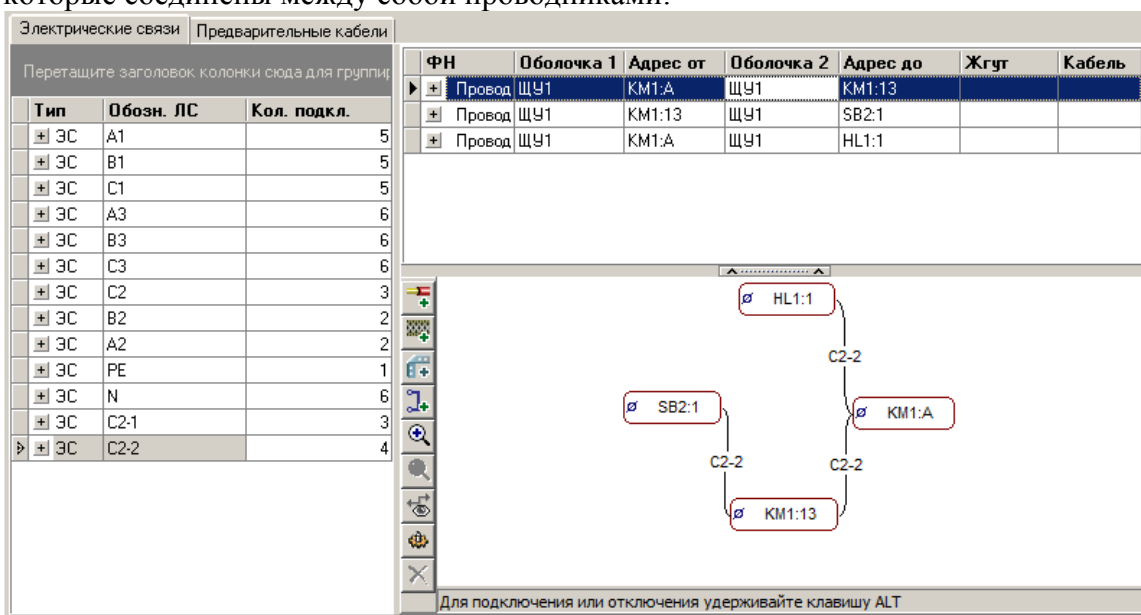 которые соединены между собой проводниками.
Электрические связи Предварительные кабели
Перетащите заголовок колонки сюда для группир
Тип Обозн. ЛС Кол. подкл.
ЭС A1 5
ЭС B1 5
ЭС C1 5
ЭС A3 6
ЭС B3 6
ЭС C3 6
ЭС C2 3
ЭС B2 2
ЭС A2 2
ЭС PE 1
ЭС N 6
ЭС C2-1 3
ЭС C2-2 4
ФН Оболочка 1 Адрес от Оболочка 2 Адрес до Жгут Кабель
Провод ЩУ1 KM1:A ЩУ1 KM1:13
Провод ЩУ1 KM1:13 ЩУ1 SB2:1
Провод ЩУ1 KM1:A ЩУ1 HL1:1
HL1:1
C2-2
SB2:1
KM1:A
C2-2
C2-2
KM1:13
Для подключения или отключения удерживайте клавишу ALT